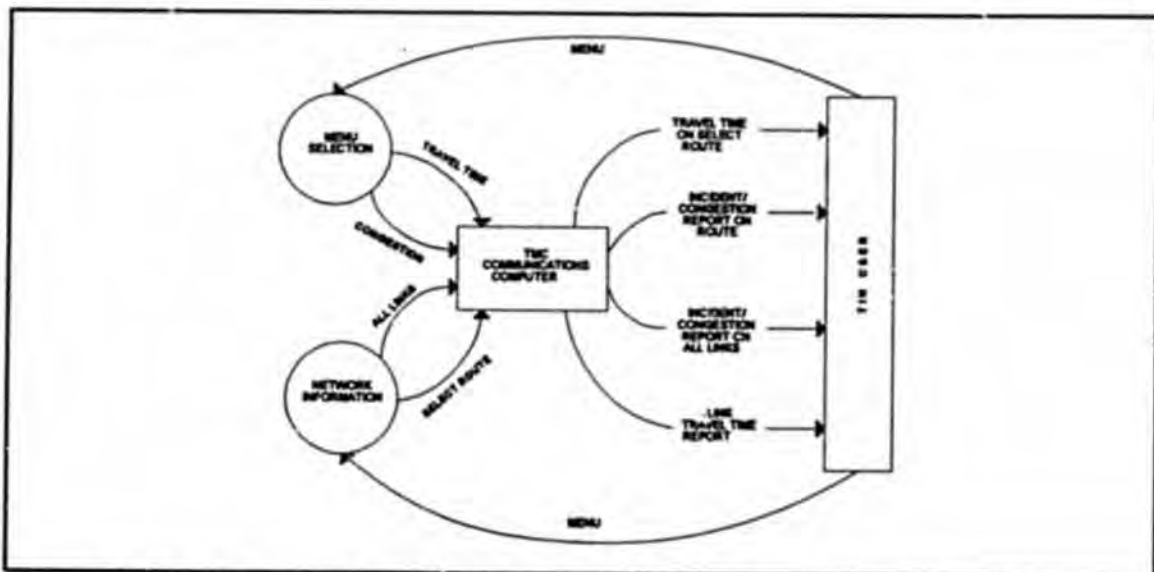 MENU
MENU
SELECTION
TRAVEL TIME
CONGESTION
TRAVEL TIME
ON SELECT
ROUTE
INCIDENT/
CONGESTION
REPORT ON
ROUTE
TMC
COMMUNICATIONS
COMPUTER
ALL LINKS
SELECT ROUTE
NETWORK
INFORMATION
INCIDENT/
CONGESTION
REPORT ON
ALL LINKS
LINK
TRAVEL TIME
REPORT
USER
MENU